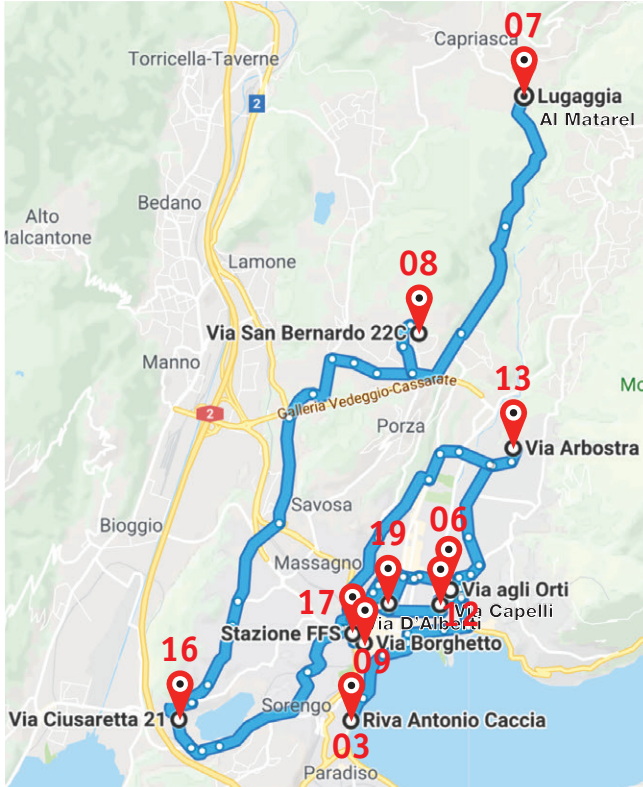 07
Capriasca
Torricella-Taverne
Lugaggia
Al Matarel
2
Bedano
Alto
Malcantone
Lamone
08
Via San Bernardo 22C
Manno
13
Galleria Vedeggio-Cassarate
2
Porza
Via Arbostra
Savosa
Bioggio
06
19
Massagno
17
Via agli Orti
Via Capelli
12
Via D'Alberti
Stazione FFS
Via Borghetto
09
16
Via Ciusaretta 21
Sorengo
Riva Antonio Caccia
03
Paradiso